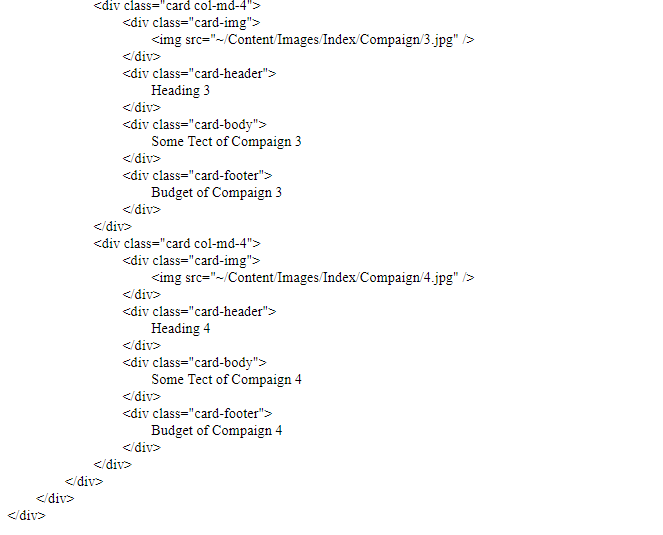 <div class="card col-md-4">
<div class="card-img">
<img src="~/Content/Images/Index/Compaign/3.jpg" />
</div>
<div class="card-header">
Heading 3
</div>
<div class="card-body">
Some Tect of Compaign 3
</div>
<div class="card-footer">
Budget of Compaign 3
</div>
</div>
<div class="card col-md-4">
<div class="card-img">
<img src="~/Content/Images/Index/Compaign/4.jpg" />
</div>
<div class="card-header">
Heading 4
</div>
<div class="card-body">
Some Tect of Compaign 4
</div>
<div class="card-footer">
Budget of Compaign 4
</div>
</div>
</div>
</div>
</div>